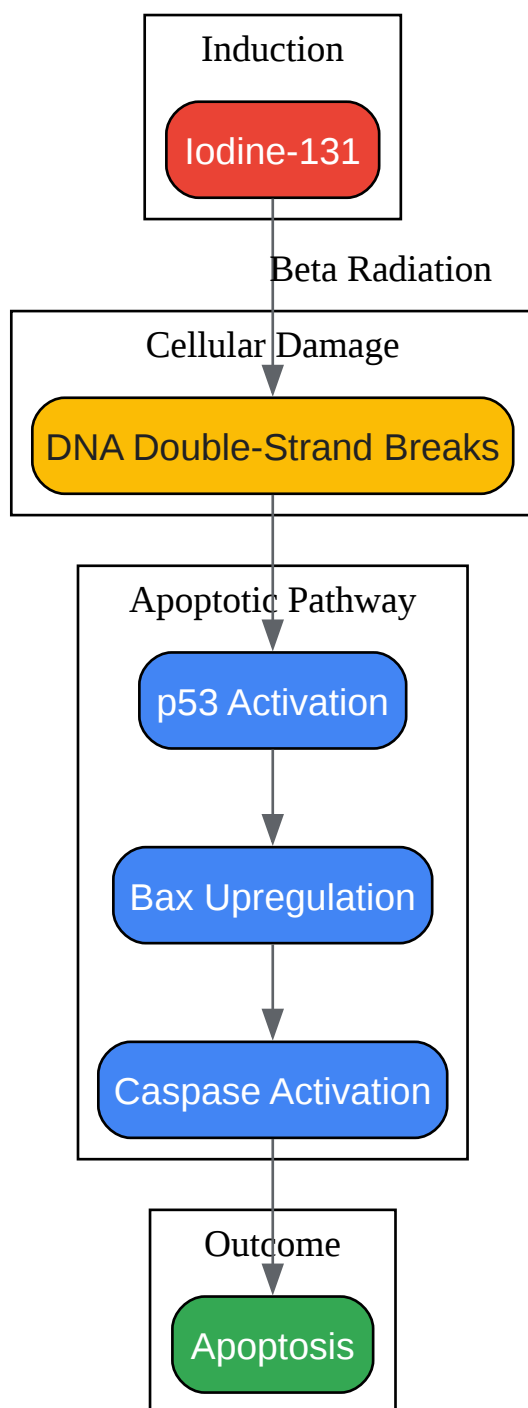 Induction
Iodine-131
Beta Radiation
Cellular Damage
DNA Double-Strand Breaks
Apoptotic Pathway
p53 Activation
Bax Upregulation
Caspase Activation
Outcome
Apoptosis